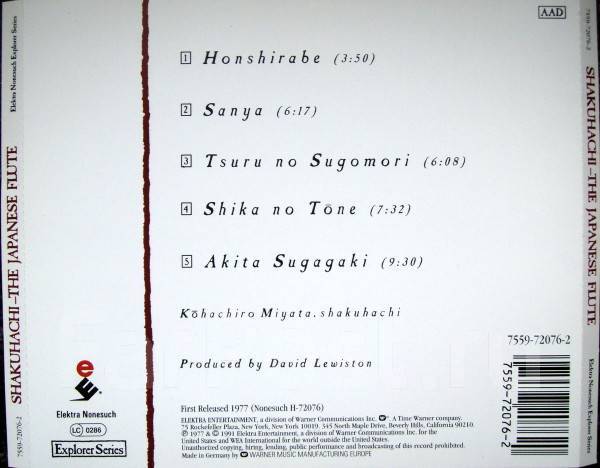 AAD
1 Honshirabe (3:50)
2 Sanya (6:17)
3 Tsuru no Sugomori (6:08)
4 Shika no Tōne (7:32)
5 Akita Sugagaki (9:30)
Kōhachiro Miyata, shakuhachi
Produced by David Lewiston
First Released 1977 (Nonesuch H-72076)
ELEKTRA ENTERTAINMENT, a division of Warner Communications Inc. A Time Warner company.
75 Rockefeller Plaza, New York, New York 10019. 345 North Maple Drive, Beverly Hills, California 90210.
℗ 1977 & © 1991 Elektra Entertainment, a division of Warner Communications Inc. for the
United States and WEA International for the world outside the United States.
Unauthorized copying, hiring, lending, public performance and broadcasting of this record prohibited.
Made in Germany by WARNER MUSIC MANUFACTURING EUROPE
Elektra Nonesuch
LC 0286
Explorer Series
7559-72076-2
7559-72076-2
Elektra Nonesuch Explorer Series
SHAKUHACHI–THE JAPANESE FLUTE
7559-72076-2
7559-72076-2
SHAKUHACHI–THE JAPANESE FLUTE
Elektra Nonesuch Explorer Series